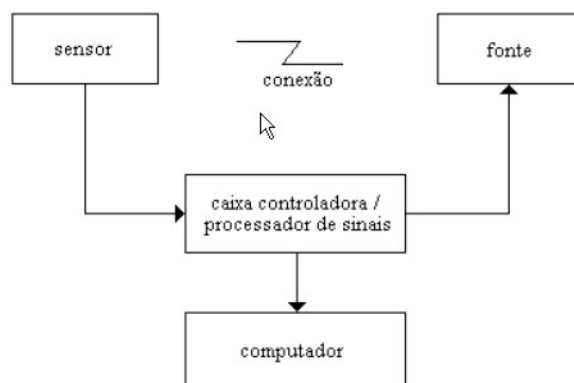 sensor
conexão
fonte
caixa controladora /
processador de sinais
computador